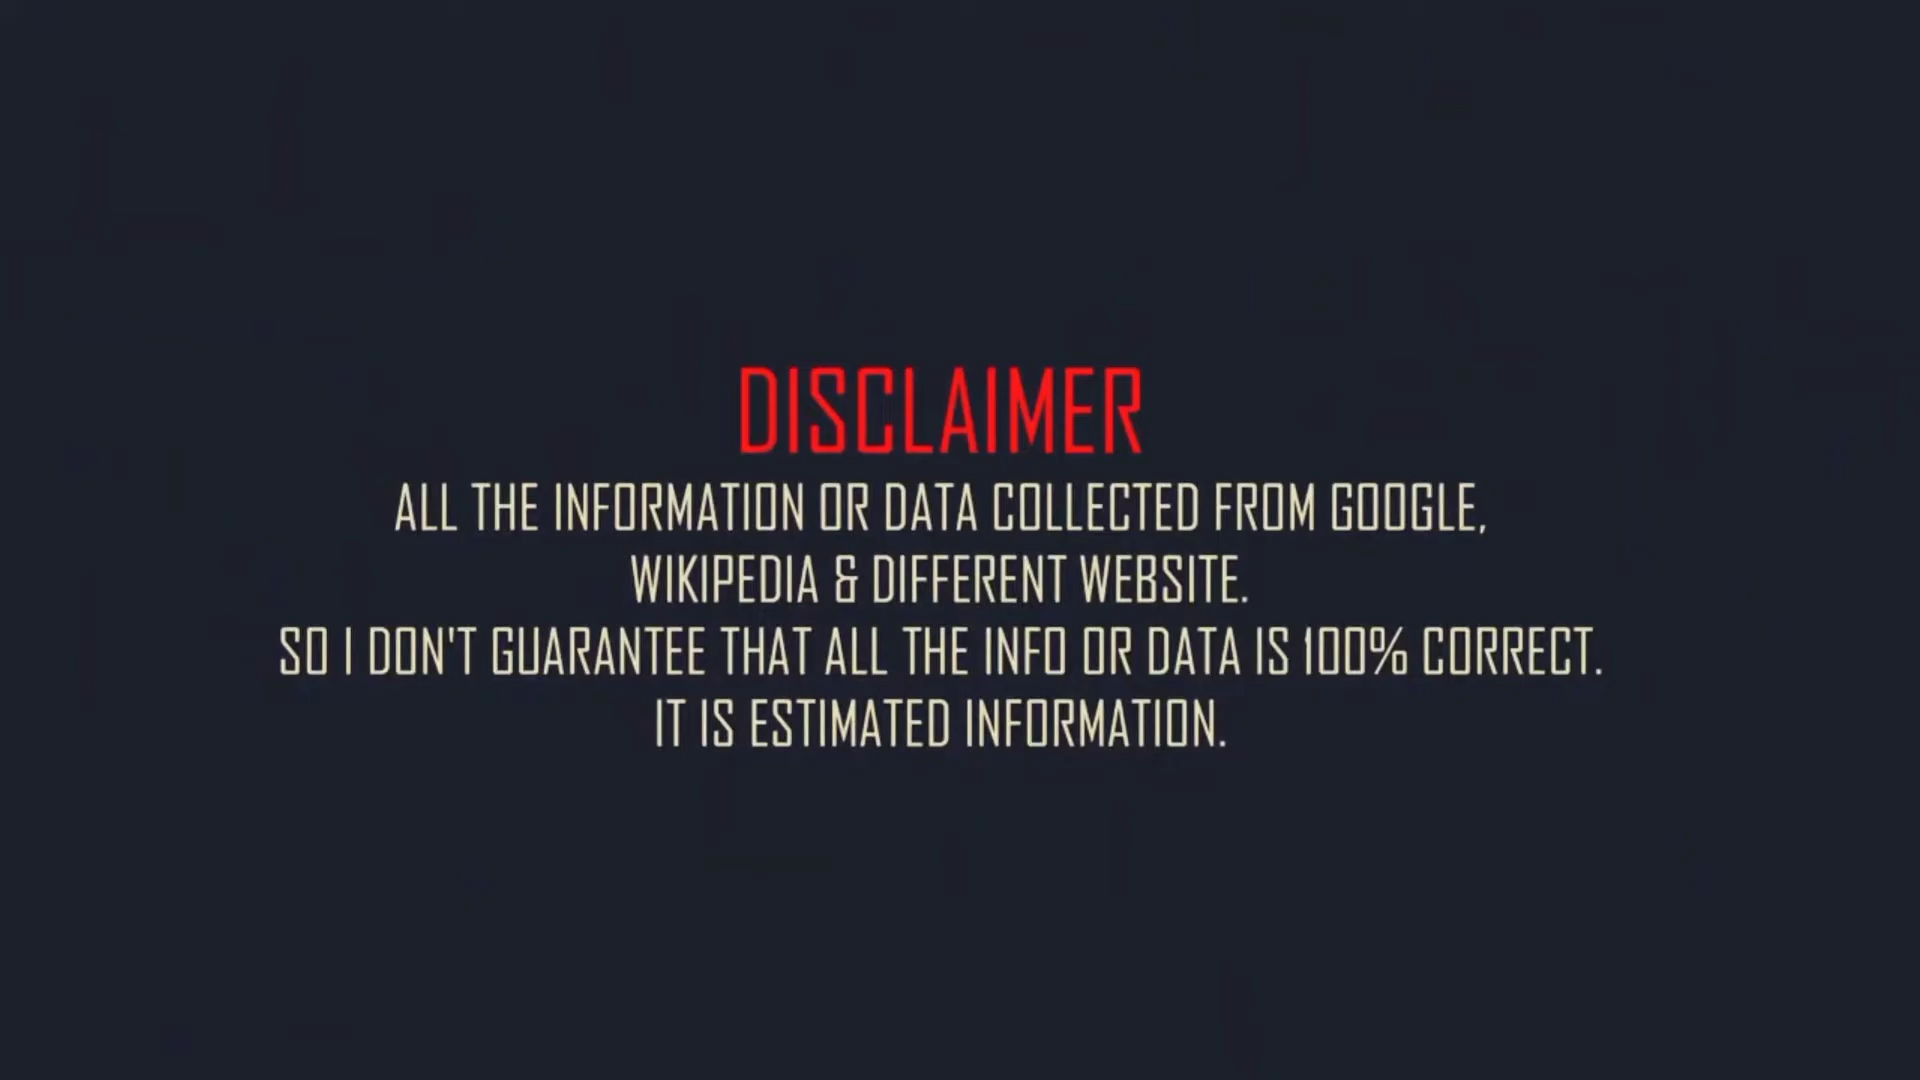 DISCLAIMER
ALL THE INFORMATION OR DATA COLLECTED FROM GOOGLE,
WIKIPEDIA & DIFFERENT WEBSITE.
SO I DON'T GUARANTEE THAT ALL THE INFO OR DATA IS 100% CORRECT.
IT IS ESTIMATED INFORMATION.